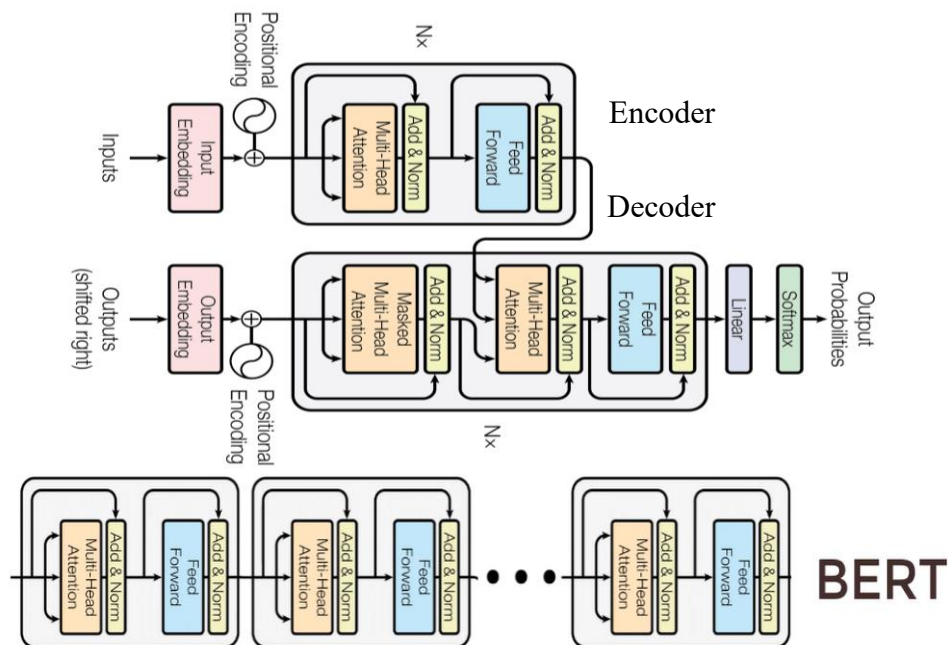 Nx
Positional
Encoding
Inputs
Input
Embedding
Multi-Head
Attention
Add & Norm
Feed
Forward
Add & Norm
Encoder
Decoder
Outputs
(shifted right)
Output
Embedding
Positional
Encoding
Masked
Multi-Head
Attention
Add & Norm
Multi-Head
Attention
Add & Norm
Feed
Forward
Add & Norm
Linear
Softmax
Output
Probabilities
Nx
Multi-Head
Attention
Add & Norm
Feed
Forward
Add & Norm
Multi-Head
Attention
Add & Norm
Feed
Forward
Add & Norm
Multi-Head
Attention
Add & Norm
Feed
Forward
Add & Norm
BERT